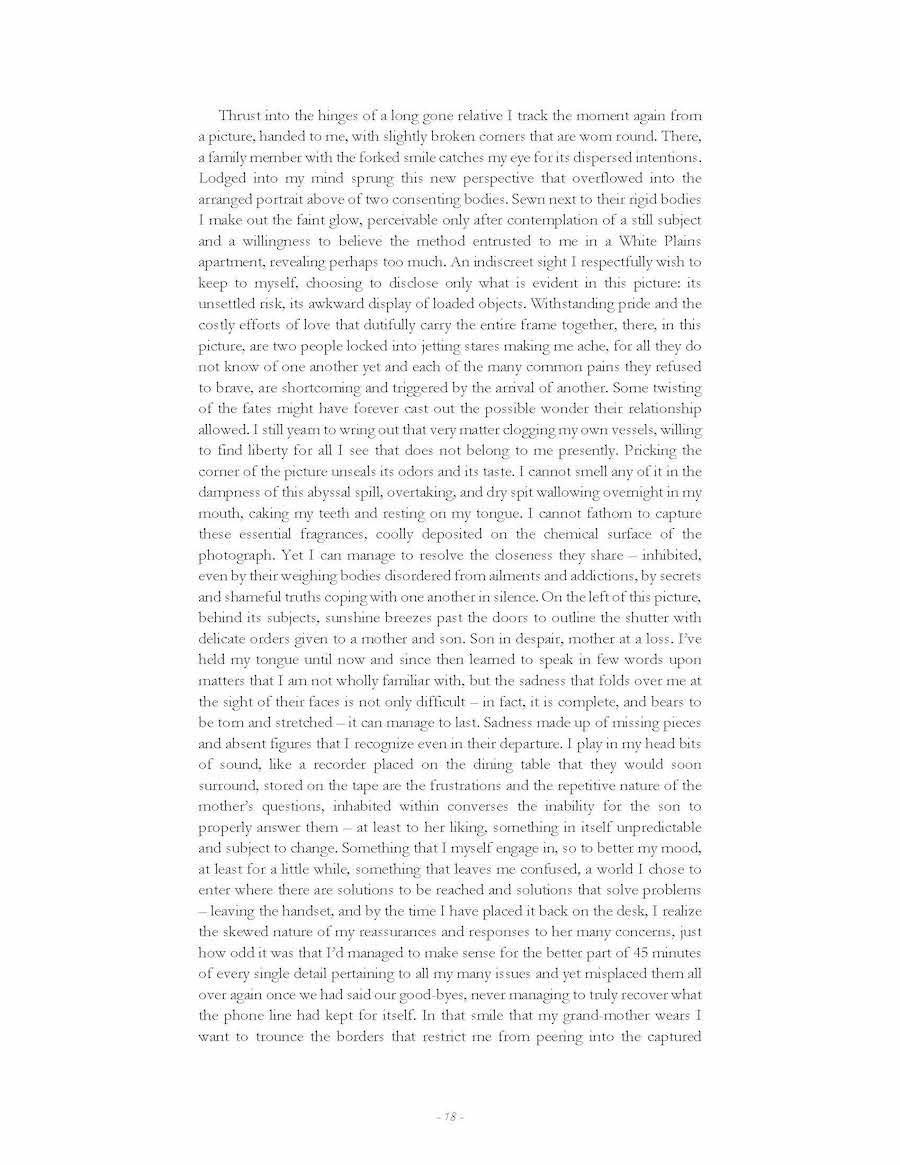 Thrust into the hinges of a long gone relative I track the moment again from
a picture, handed to me, with slightly broken corners that are worn round. There,
a family member with the forked smile catches my eye for its dispersed intentions.
Lodged into my mind sprung this new perspective that overflowed into the
arranged portrait above of two consenting bodies. Sewn next to their rigid bodies
I make out the faint glow, perceivable only after contemplation of a still subject
and a willingness to believe the method entrusted to me in a White Plains
apartment, revealing perhaps too much. An indiscreet sight I respectfully wish to
keep to myself, choosing to disclose only what is evident in this picture: its
unsettled risk, its awkward display of loaded objects. Withstanding pride and the
costly efforts of love that dutifully carry the entire frame together, there, in this
picture, are two people locked into jetting stares making me ache, for all they do
not know of one another yet and each of the many common pains they refused
to brave, are shortcoming and triggered by the arrival of another. Some twisting
of the fates might have forever cast out the possible wonder their relationship
allowed. I still yearn to wring out that very matter clogging my own vessels, willing
to find liberty for all I see that does not belong to me presently. Pricking the
corner of the picture unseals its odors and its taste. I cannot smell any of it in the
dampness of this abyssal spill, overtaking, and dry spit wallowing overnight in my
mouth, caking my teeth and resting on my tongue. I cannot fathom to capture
these essential fragrances, coolly deposited on the chemical surface of the
photograph. Yet I can manage to resolve the closeness they share – inhibited,
even by their weighing bodies disordered from ailments and addictions, by secrets
and shameful truths coping with one another in silence. On the left of this picture,
behind its subjects, sunshine breezes past the doors to outline the shutter with
delicate orders given to a mother and son. Son in despair, mother at a loss. I've
held my tongue until now and since then learned to speak in few words upon
matters that I am not wholly familiar with, but the sadness that folds over me at
the sight of their faces is not only difficult – in fact, it is complete, and bears to
be torn and stretched – it can manage to last. Sadness made up of missing pieces
and absent figures that I recognize even in their departure. I play in my head bits
of sound, like a recorder placed on the dining table that they would soon
surround, stored on the tape are the frustrations and the repetitive nature of the
mother's questions, inhabited within converses the inability for the son to
properly answer them – at least to her liking, something in itself unpredictable
and subject to change. Something that I myself engage in, so to better my mood,
at least for a little while, something that leaves me confused, a world I chose to
enter where there are solutions to be reached and solutions that solve problems
– leaving the handset, and by the time I have placed it back on the desk, I realize
the skewed nature of my reassurances and responses to her many concerns, just
how odd it was that I'd managed to make sense for the better part of 45 minutes
of every single detail pertaining to all my many issues and yet misplaced them all
over again once we had said our good-byes, never managing to truly recover what
the phone line had kept for itself. In that smile that my grand-mother wears I
want to trounce the borders that restrict me from peering into the captured
- 18 -